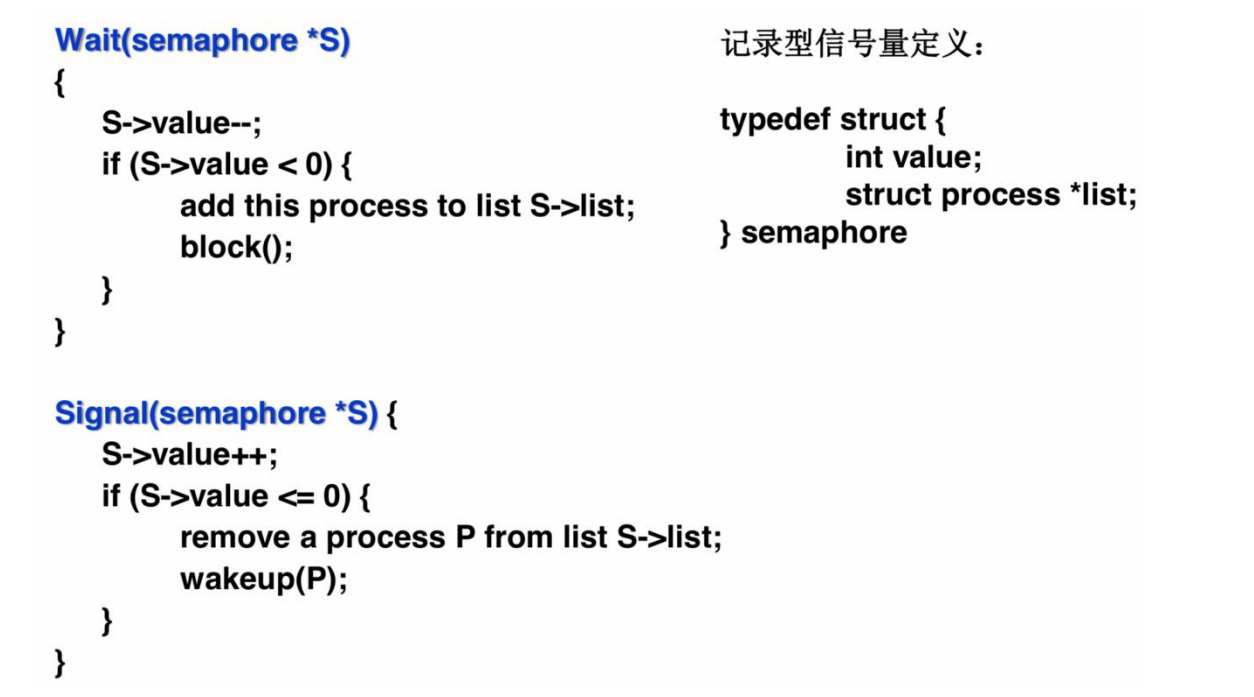 Wait(semaphore *S)
{
S->value--;
if (S->value < 0) {
add this process to list S->list;
block();
}
}
Signal(semaphore *S) {
S->value++;
if (S->value <= 0) {
remove a process P from list S->list;
wakeup(P);
}
}
记录型信号量定义：
typedef struct {
int value;
struct process *list;
} semaphore